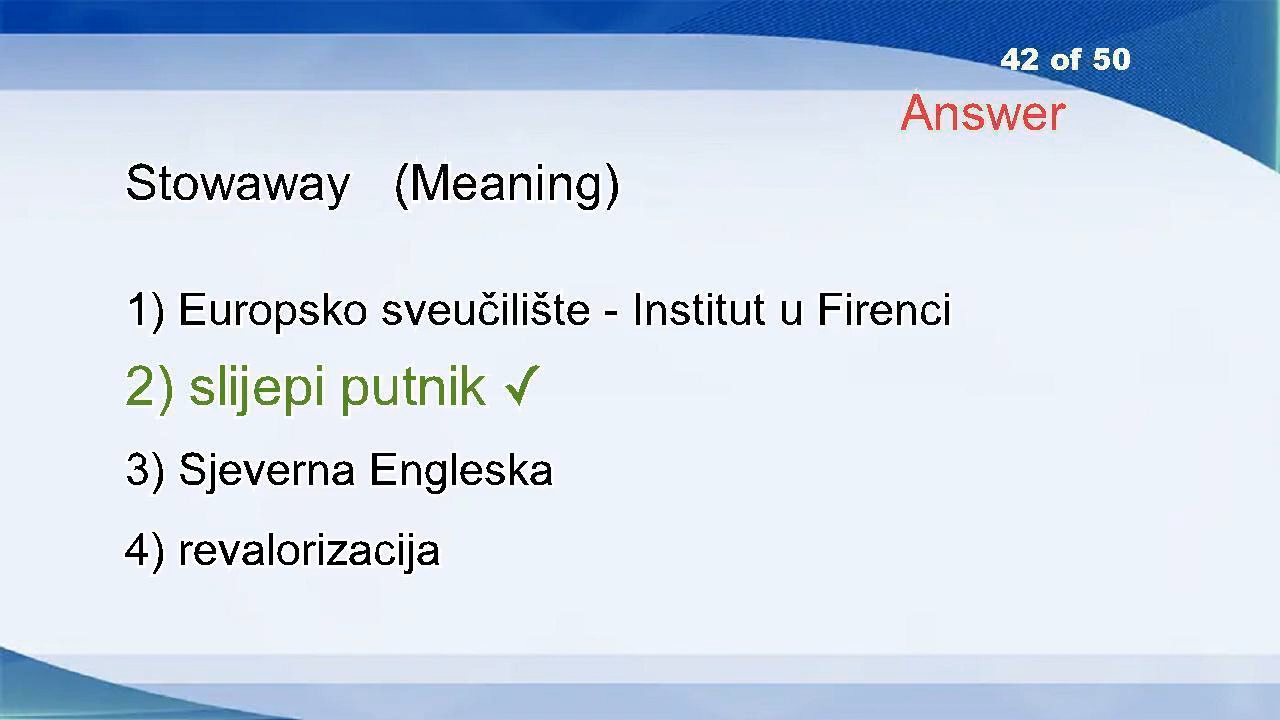 42 of 50
Answer
Stowaway (Meaning)
1) Europsko sveučilište - Institut u Firenci
2) slijepi putnik ✓
3) Sjeverna Engleska
4) revalorizacija